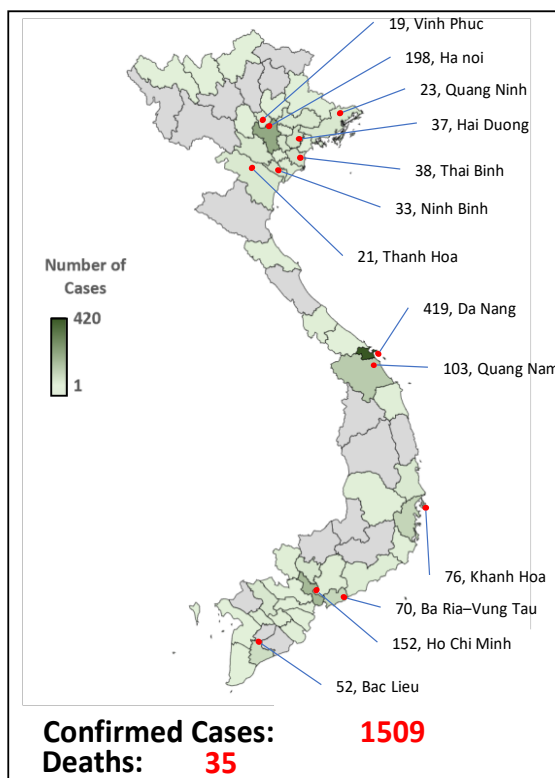 19, Vinh Phuc
198, Ha noi
23, Quang Ninh
37, Hai Duong
38, Thai Binh
33, Ninh Binh
21, Thanh Hoa
Number of
Cases
420
1
419, Da Nang
103, Quang Nam
76, Khanh Hoa
70, Ba Ria–Vung Tau
152, Ho Chi Minh
52, Bac Lieu
Confirmed Cases: 1509
Deaths: 35